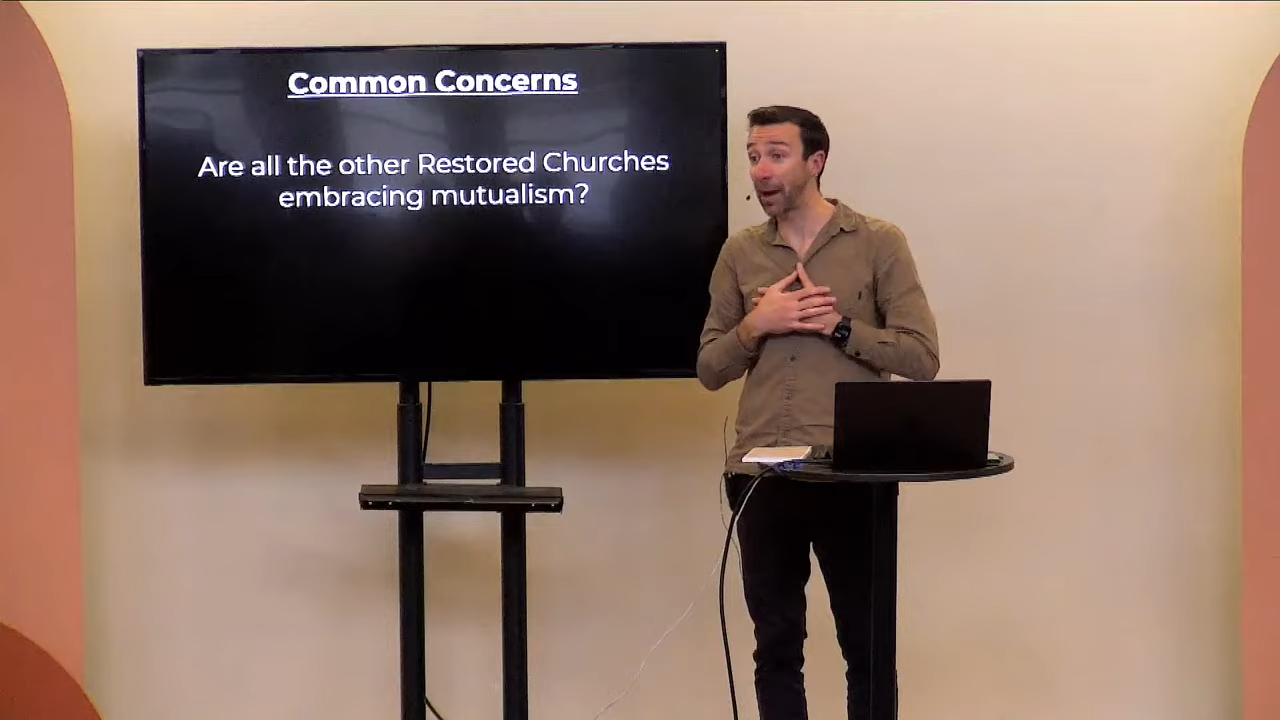 Common Concerns
Are all the other Restored Churches
embracing mutualism?